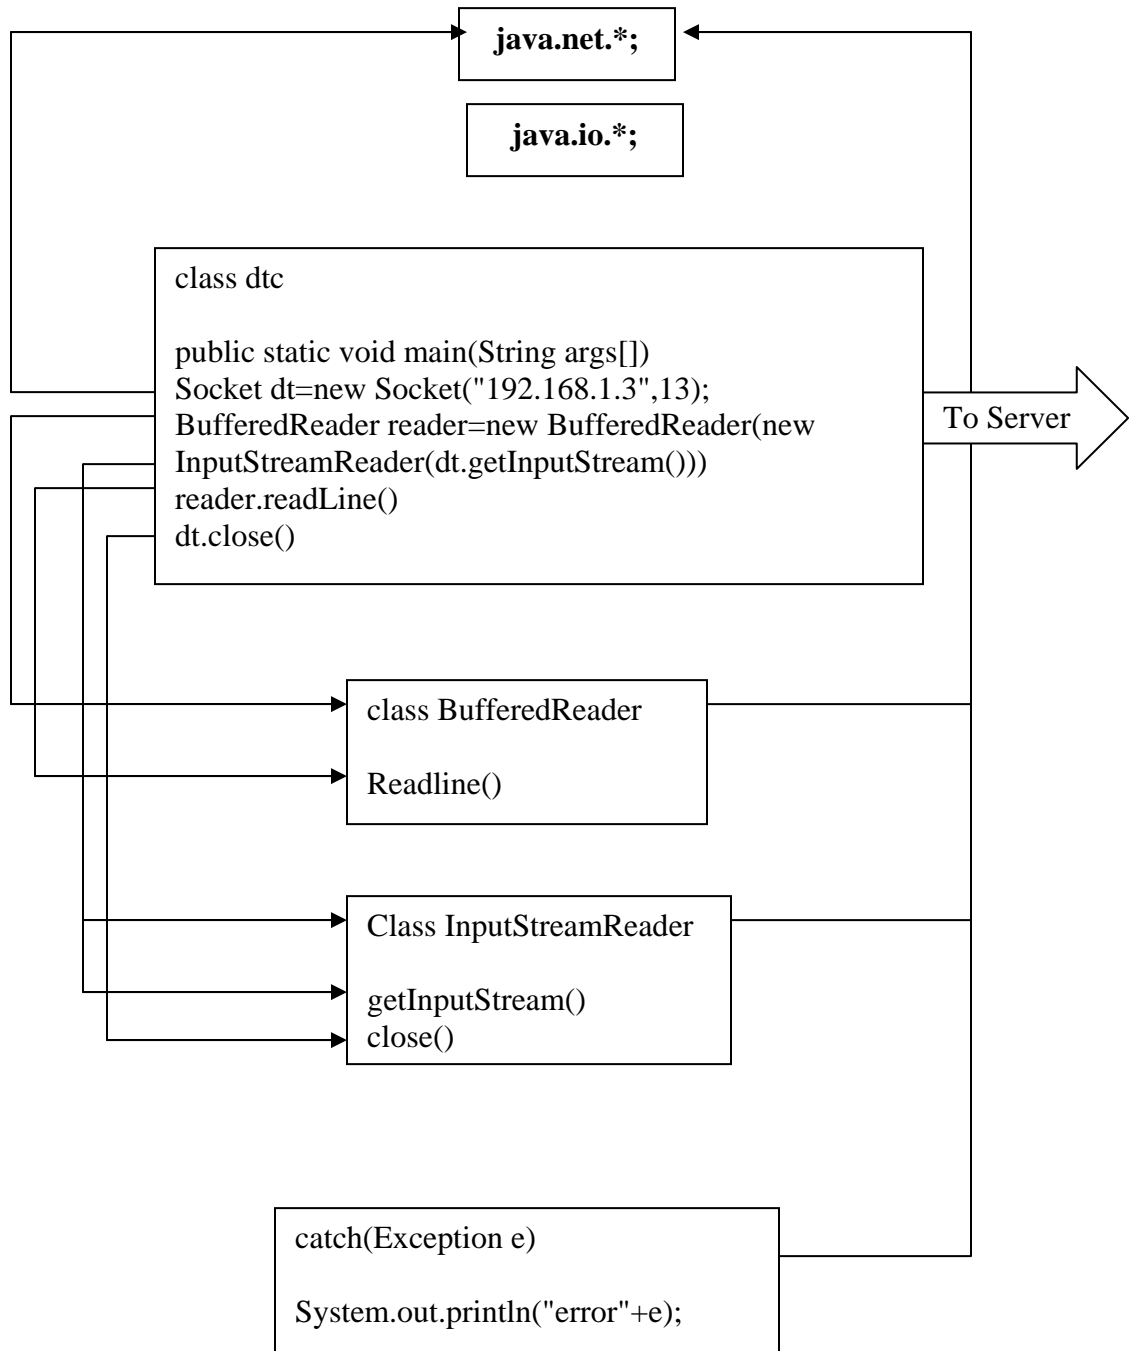 java.net.*;
java.io.*;
class dtc
public static void main(String args[])
Socket dt=new Socket("192.168.1.3",13);
BufferedReader reader=new BufferedReader(new
InputStreamReader(dt.getInputStream()))
reader.readLine()
dt.close()
To Server
class BufferedReader
Readline()
Class InputStreamReader
getInputStream()
close()
catch(Exception e)
System.out.println("error"+e);